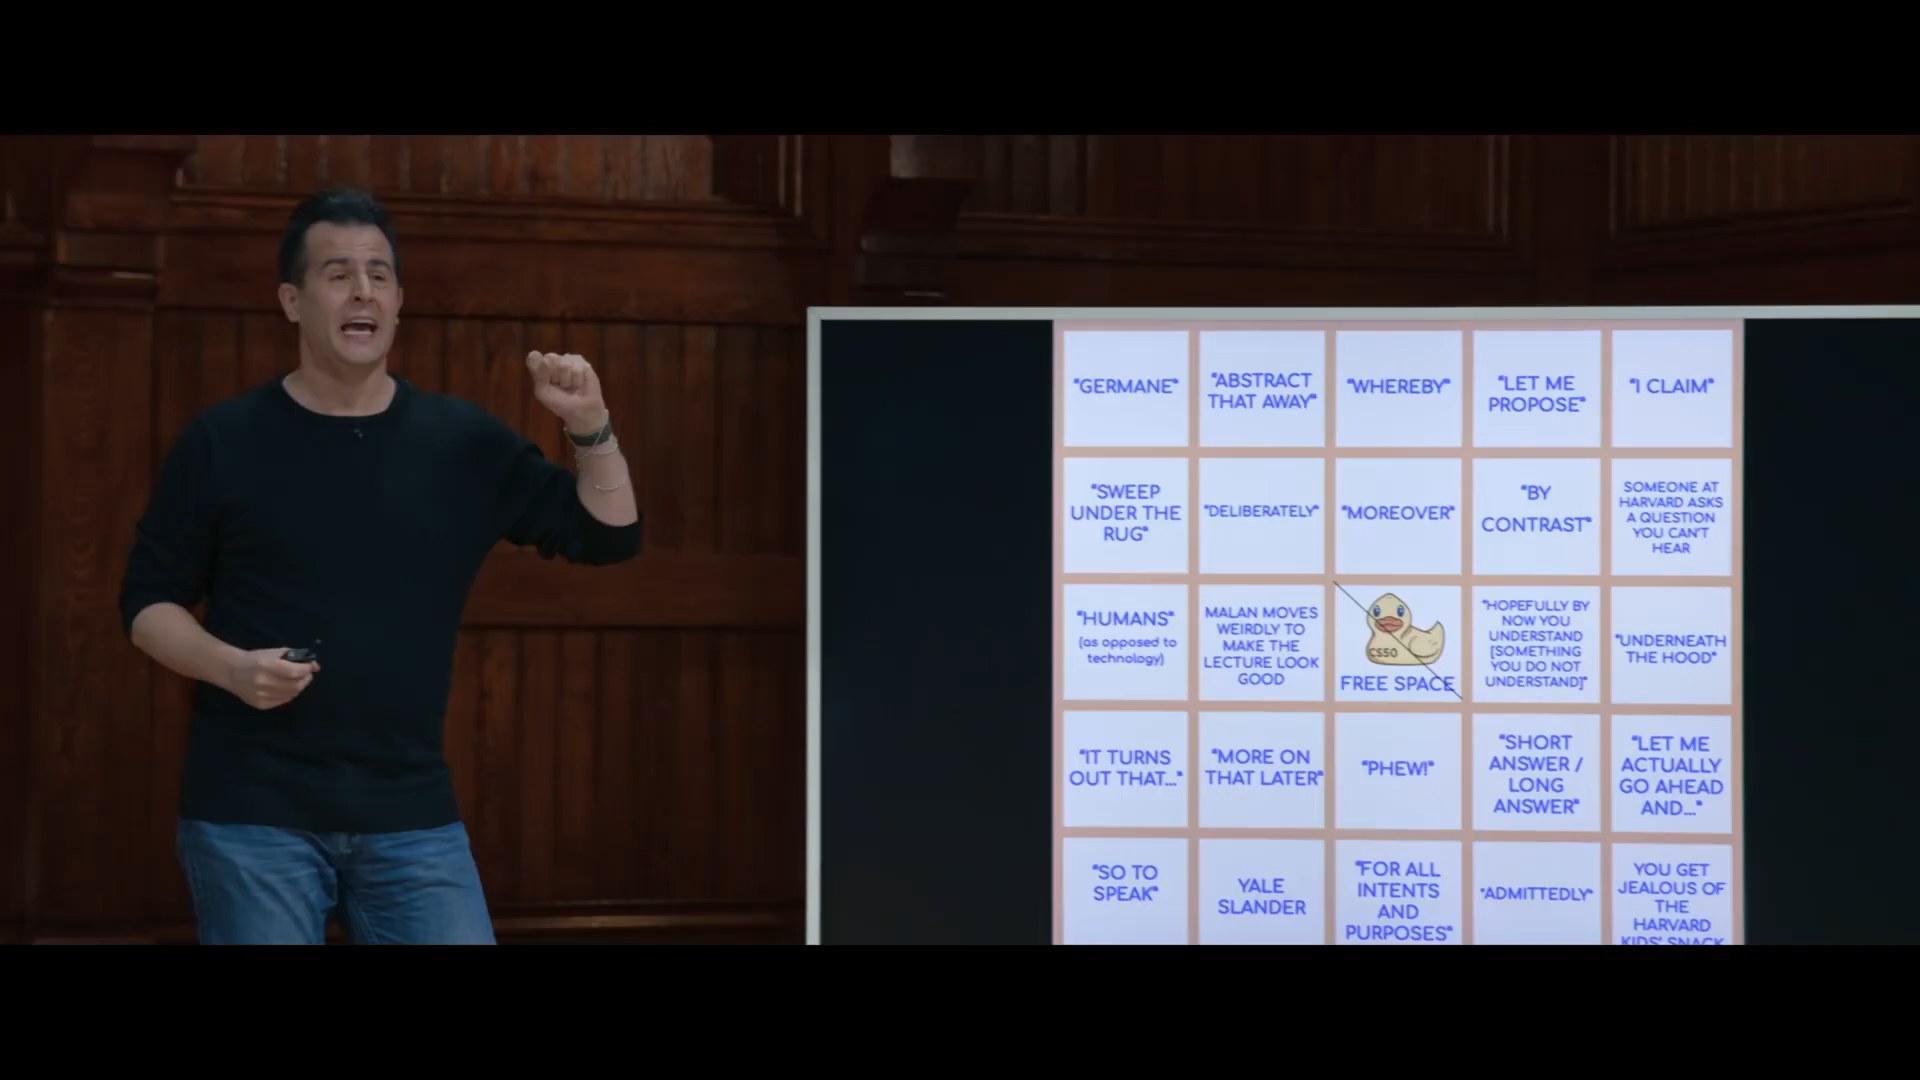 "GERMANE"
"ABSTRACT
THAT AWAY"
"WHEREBY"
"LET ME
PROPOSE"
"I CLAIM"
"SWEEP
UNDER THE
RUG"
"DELIBERATELY"
"MOREOVER"
"BY
CONTRAST"
SOMEONE AT
HARVARD ASKS
A QUESTION
YOU CAN'T
HEAR
"HUMANS"
(as opposed to
technology)
MALAN MOVES
WEIRDLY TO
MAKE THE
LECTURE LOOK
GOOD
CS50
FREE SPACE
"HOPEFULLY BY
NOW YOU
UNDERSTAND
[SOMETHING
YOU DO NOT
UNDERSTAND]"
"UNDERNEATH
THE HOOD"
"IT TURNS
OUT THAT..."
"MORE ON
THAT LATER"
"PHEW!"
"SHORT
ANSWER /
LONG
ANSWER"
"LET ME
ACTUALLY
GO AHEAD
AND..."
"SO TO
SPEAK"
YALE
SLANDER
"FOR ALL
INTENTS
AND
PURPOSES"
"ADMITTEDLY"
YOU GET
JEALOUS OF
THE
HARVARD
KIDS' SNACK